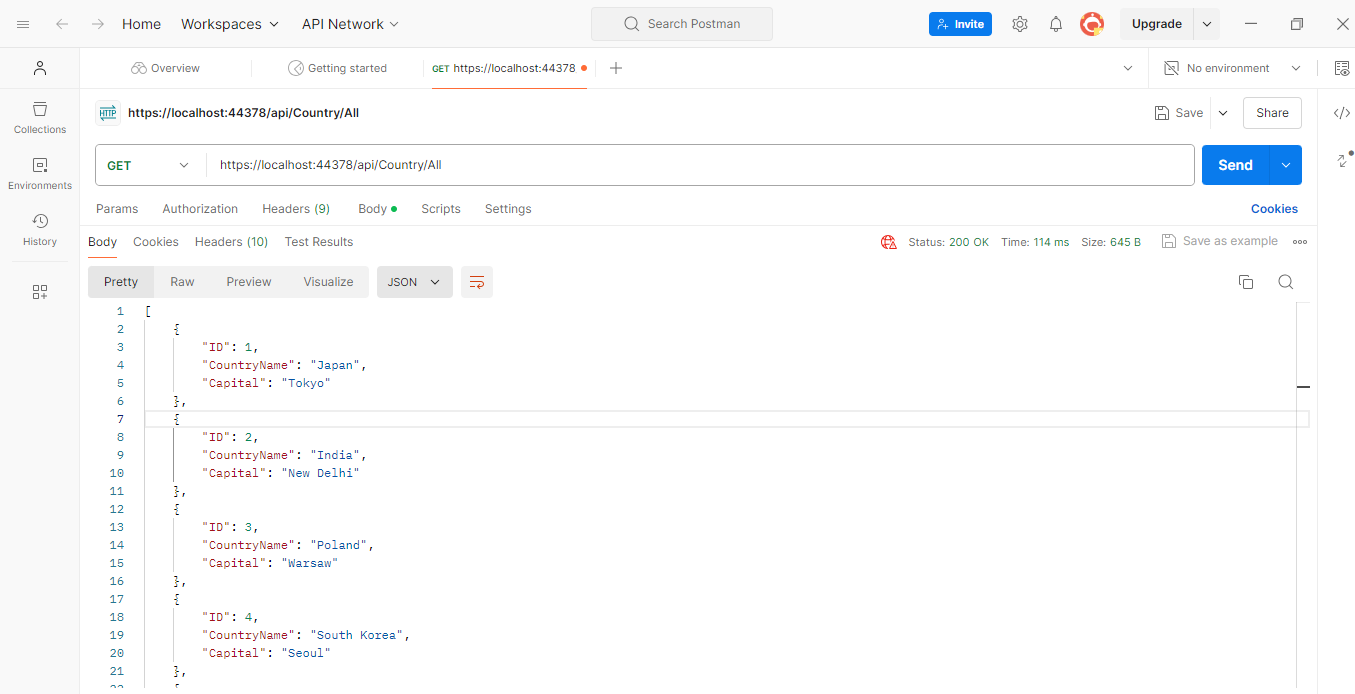 Home Workspaces API Network Search Postman Invite Upgrade
Overview Getting started GET https://localhost:44378 No environment
HTTP https://localhost:44378/api/Country/All Save Share
Collections
GET https://localhost:44378/api/Country/All Send
Environments
Params Authorization Headers (9) Body Scripts Settings Cookies
History
Body Cookies Headers (10) Test Results Status: 200 OK Time: 114 ms Size: 645 B Save as example
Pretty Raw Preview Visualize JSON
1 [
2 {
3 "ID": 1,
4 "CountryName": "Japan",
5 "Capital": "Tokyo"
6 },
7 {
8 "ID": 2,
9 "CountryName": "India",
10 "Capital": "New Delhi"
11 },
12 {
13 "ID": 3,
14 "CountryName": "Poland",
15 "Capital": "Warsaw"
16 },
17 {
18 "ID": 4,
19 "CountryName": "South Korea",
20 "Capital": "Seoul"
21 },